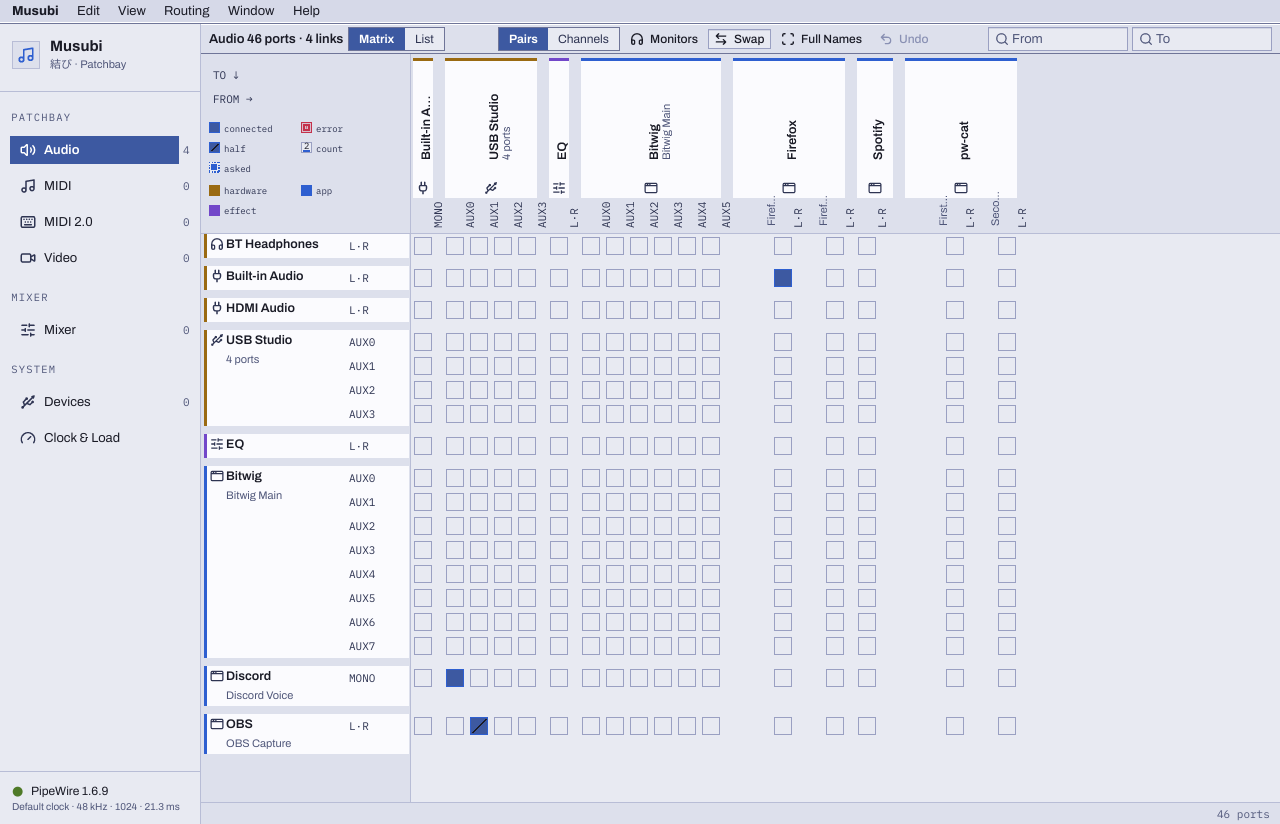 Musubi Edit View Routing Window Help
Musubi
結び · Patchbay
Audio 46 ports · 4 links Matrix List Pairs Channels Monitors Swap Full Names Undo From To
PATCHBAY
Audio 4
MIDI 0
MIDI 2.0 0
Video 0
MIXER
Mixer 0
SYSTEM
Devices 0
Clock & Load
PipeWire 1.6.9
Default clock · 48 kHz · 1024 · 21.3 ms
TO ↓
FROM →
connected error
half 2 count
asked
hardware app
effect
Built-in A…
USB Studio
4 ports
EQ
Bitwig
Bitwig Main
Firefox
Spotify
pw-cat
MONO AUX0 AUX1 AUX2 AUX3 L·R AUX0 AUX1 AUX2 AUX3 AUX4 AUX5 Firef… L·R Firef… L·R L·R First… L·R Seco… L·R
BT Headphones L·R
Built-in Audio L·R
HDMI Audio L·R
USB Studio AUX0
4 ports AUX1
AUX2
AUX3
EQ L·R
Bitwig AUX0
Bitwig Main AUX1
AUX2
AUX3
AUX4
AUX5
AUX6
AUX7
Discord MONO
Discord Voice
OBS L·R
OBS Capture
46 ports